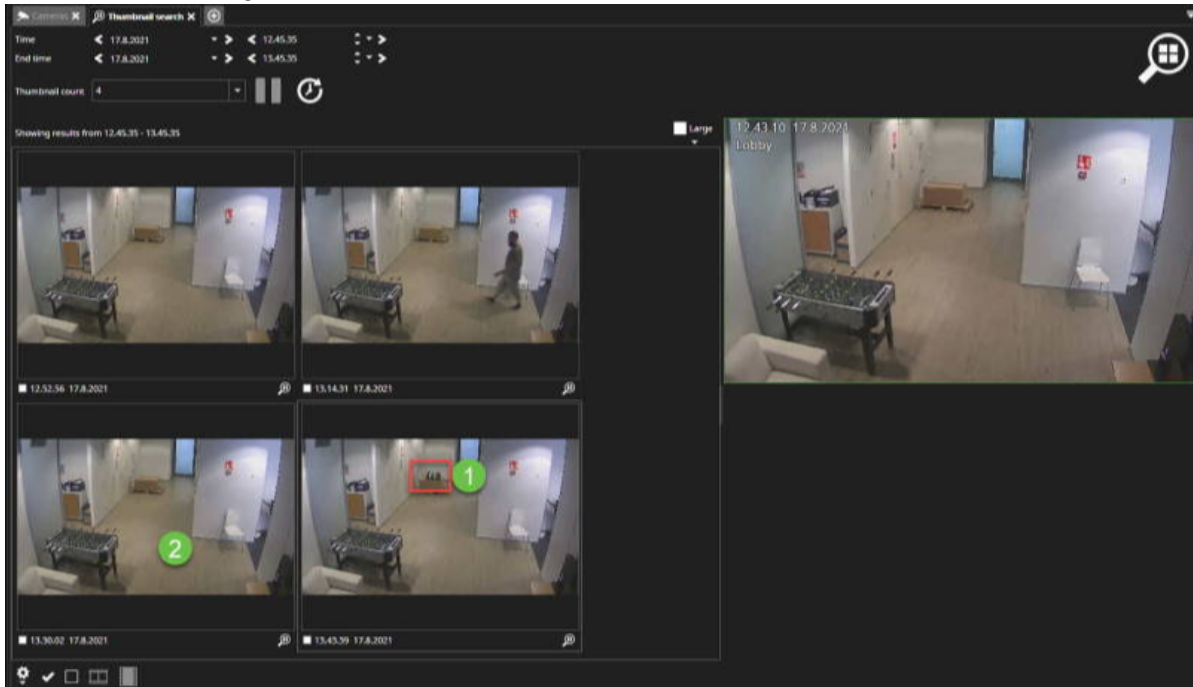 Cameras
Thumbnail search
Time 17.8.2021 12.45.35
End time 17.8.2021 13.45.35
Thumbnail count 4
Showing results from 12.45.35 - 13.45.35
Large
12.43.10 17.8.2021
Lobby
12.52.56 17.8.2021
13.14.31 17.8.2021
1
2
13.30.02 17.8.2021
13.43.39 17.8.2021